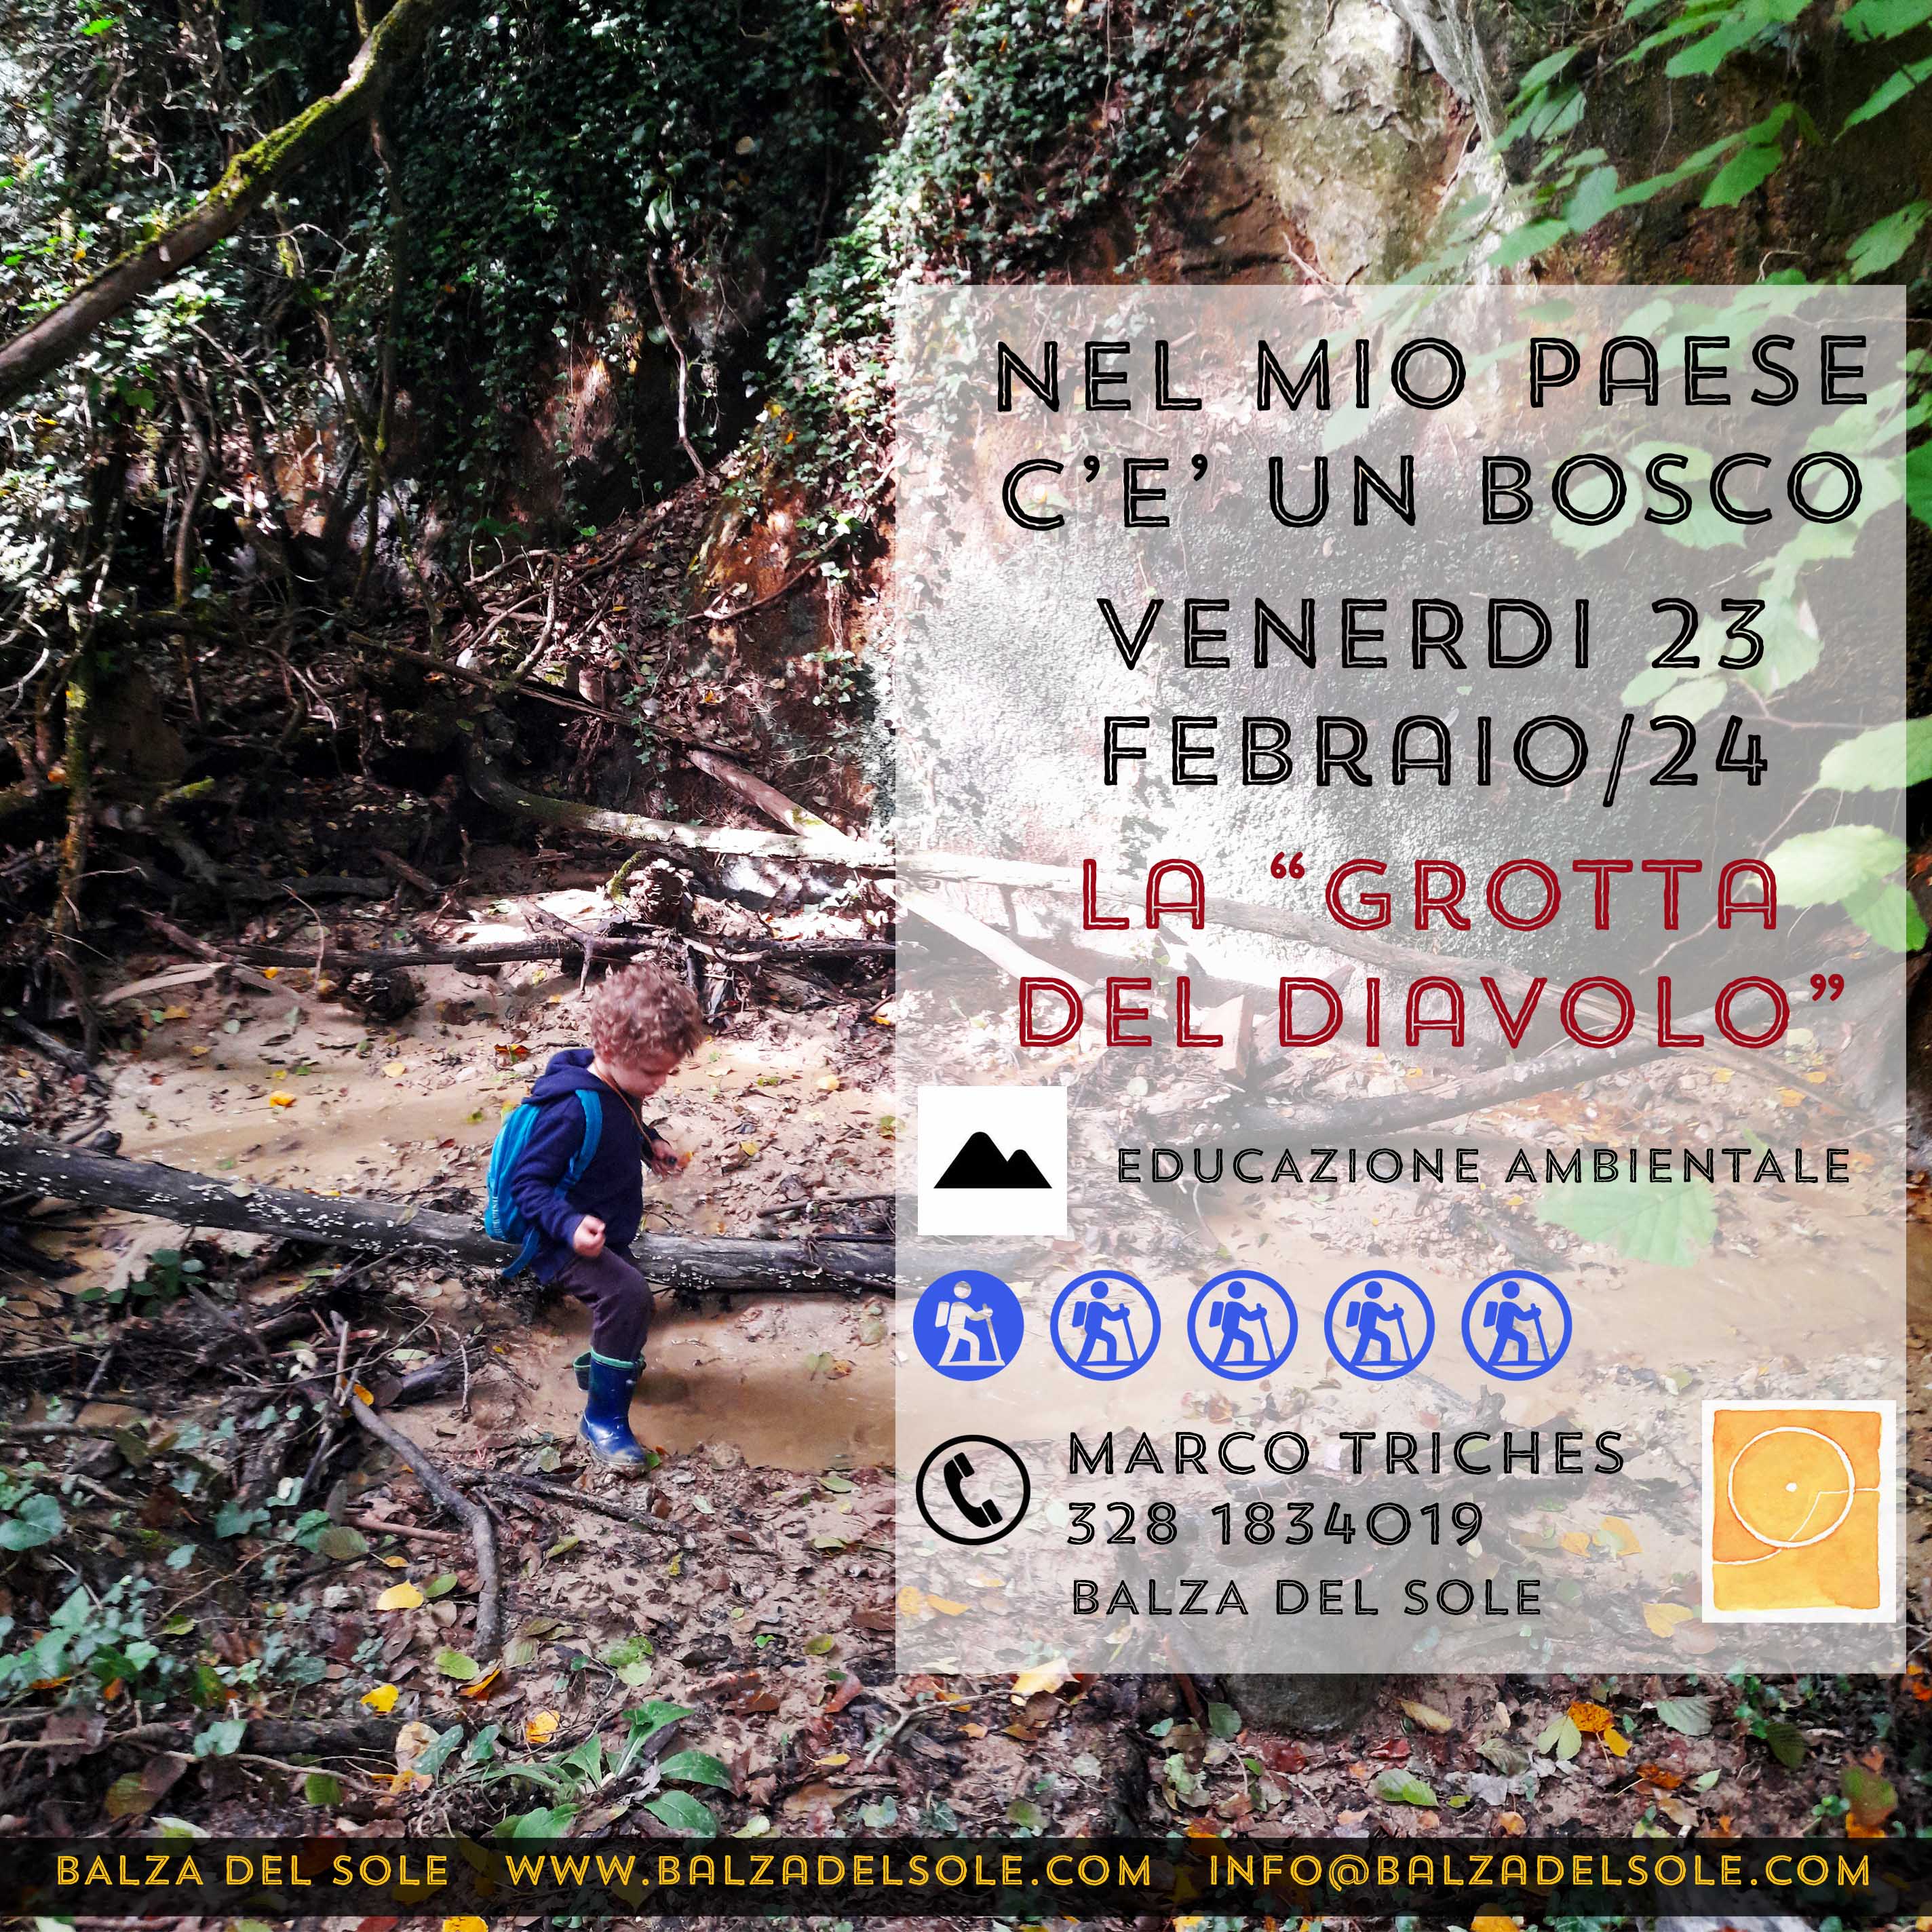 NEL MIO PAESE
C'E' UN BOSCO
VENERDI 23
FEBRAIO/24
LA “GROTTA
DEL DIAVOLO”
EDUCAZIONE AMBIENTALE
MARCO TRICHES
328 1834019
BALZA DEL SOLE
BALZA DEL SOLE WWW.BALZADELSOLE.COM INFO@BALZADELSOLE.COM